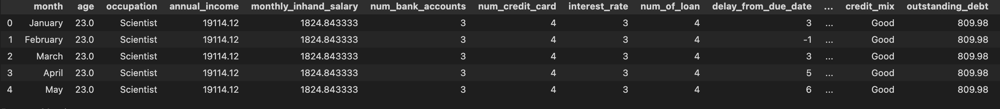 month age occupation annual_income monthly_inhand_salary num_bank_accounts num_credit_card interest_rate num_of_loan delay_from_due_date ... credit_mix outstanding_debt
0 January 23.0 Scientist 19114.12 1824.843333 3 4 3 4 3 ... Good 809.98
1 February 23.0 Scientist 19114.12 1824.843333 3 4 3 4 -1 ... Good 809.98
2 March 23.0 Scientist 19114.12 1824.843333 3 4 3 4 3 ... Good 809.98
3 April 23.0 Scientist 19114.12 1824.843333 3 4 3 4 5 ... Good 809.98
4 May 23.0 Scientist 19114.12 1824.843333 3 4 3 4 6 ... Good 809.98